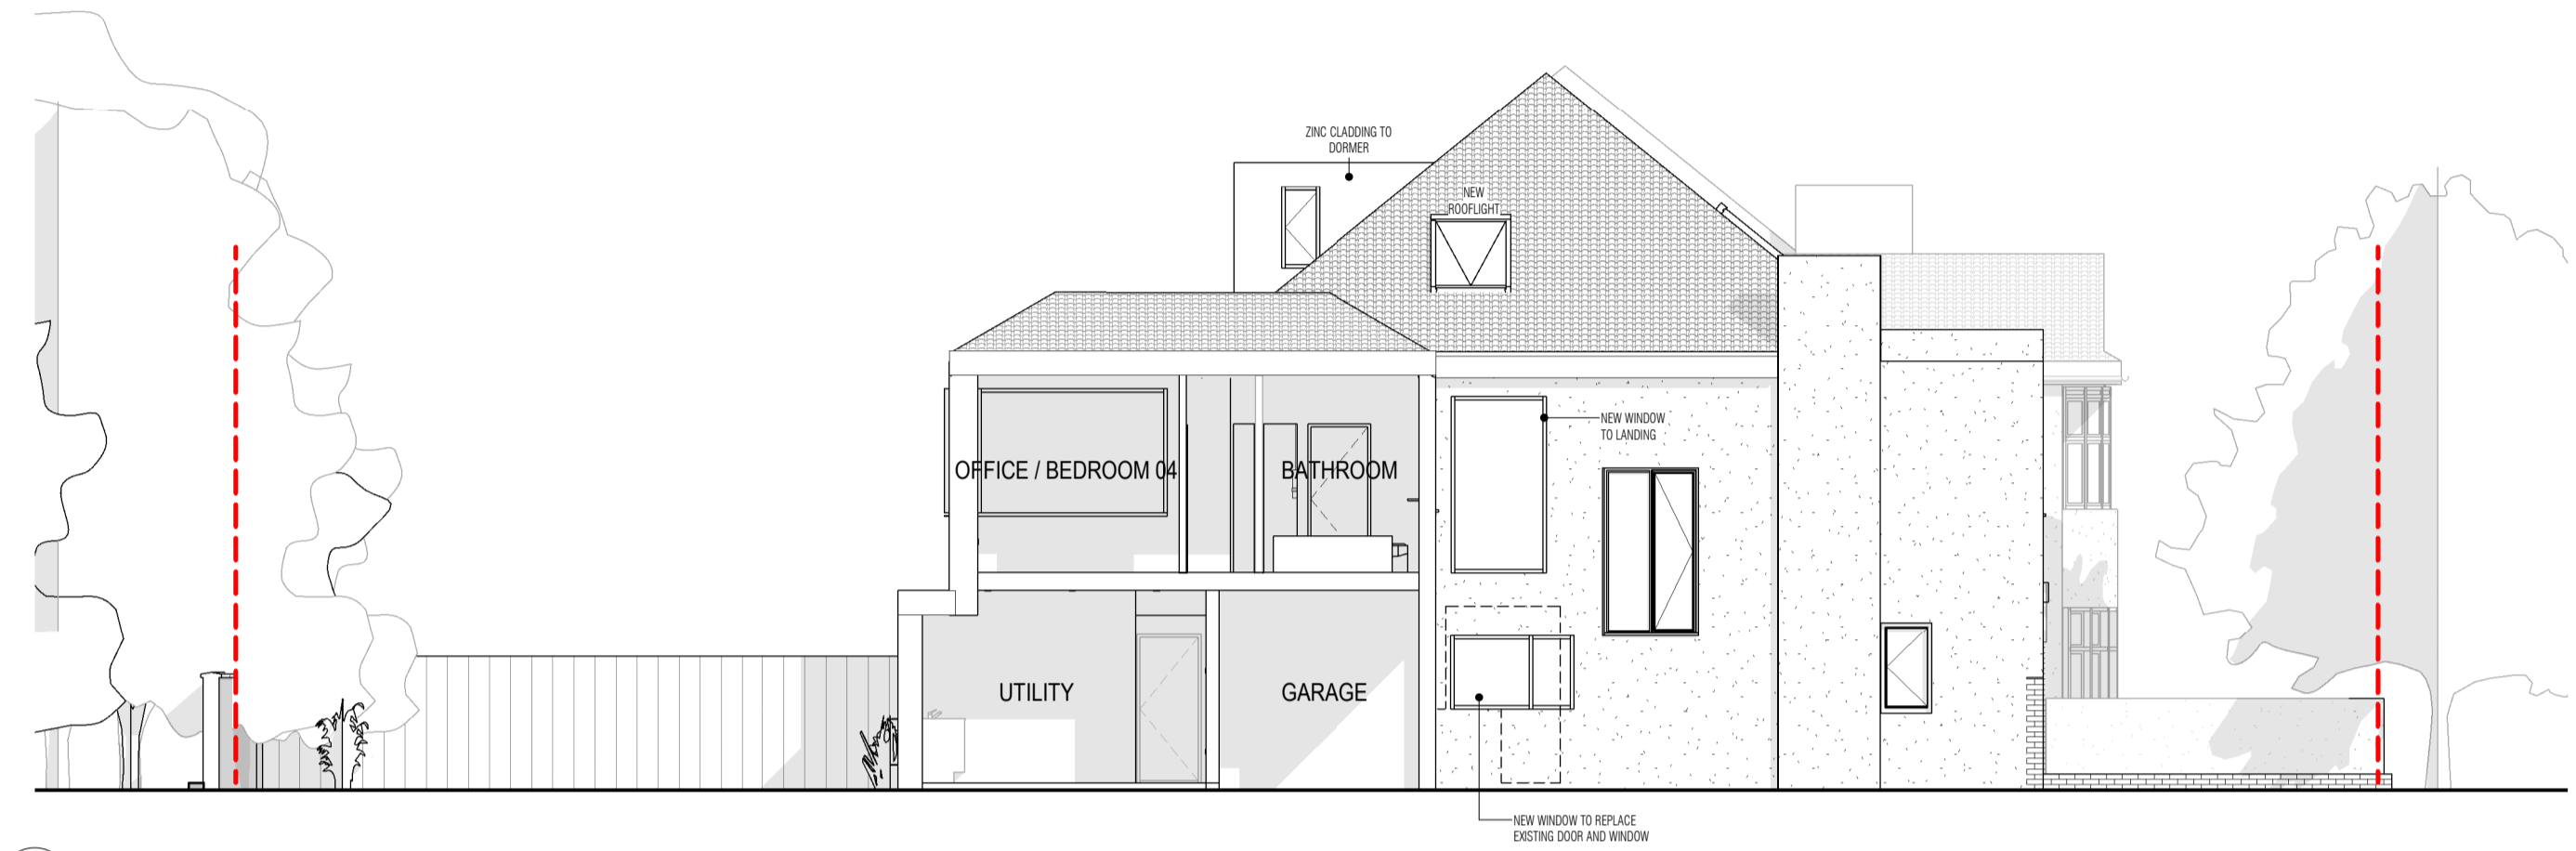 ZINC CLADDING TO
DORMER
NEW
ROOFLIGHT
NEW WINDOW
TO LANDING
OFFICE / BEDROOM 04
BATHROOM
UTILITY
GARAGE
NEW WINDOW TO REPLACE
EXISTING DOOR AND WINDOW